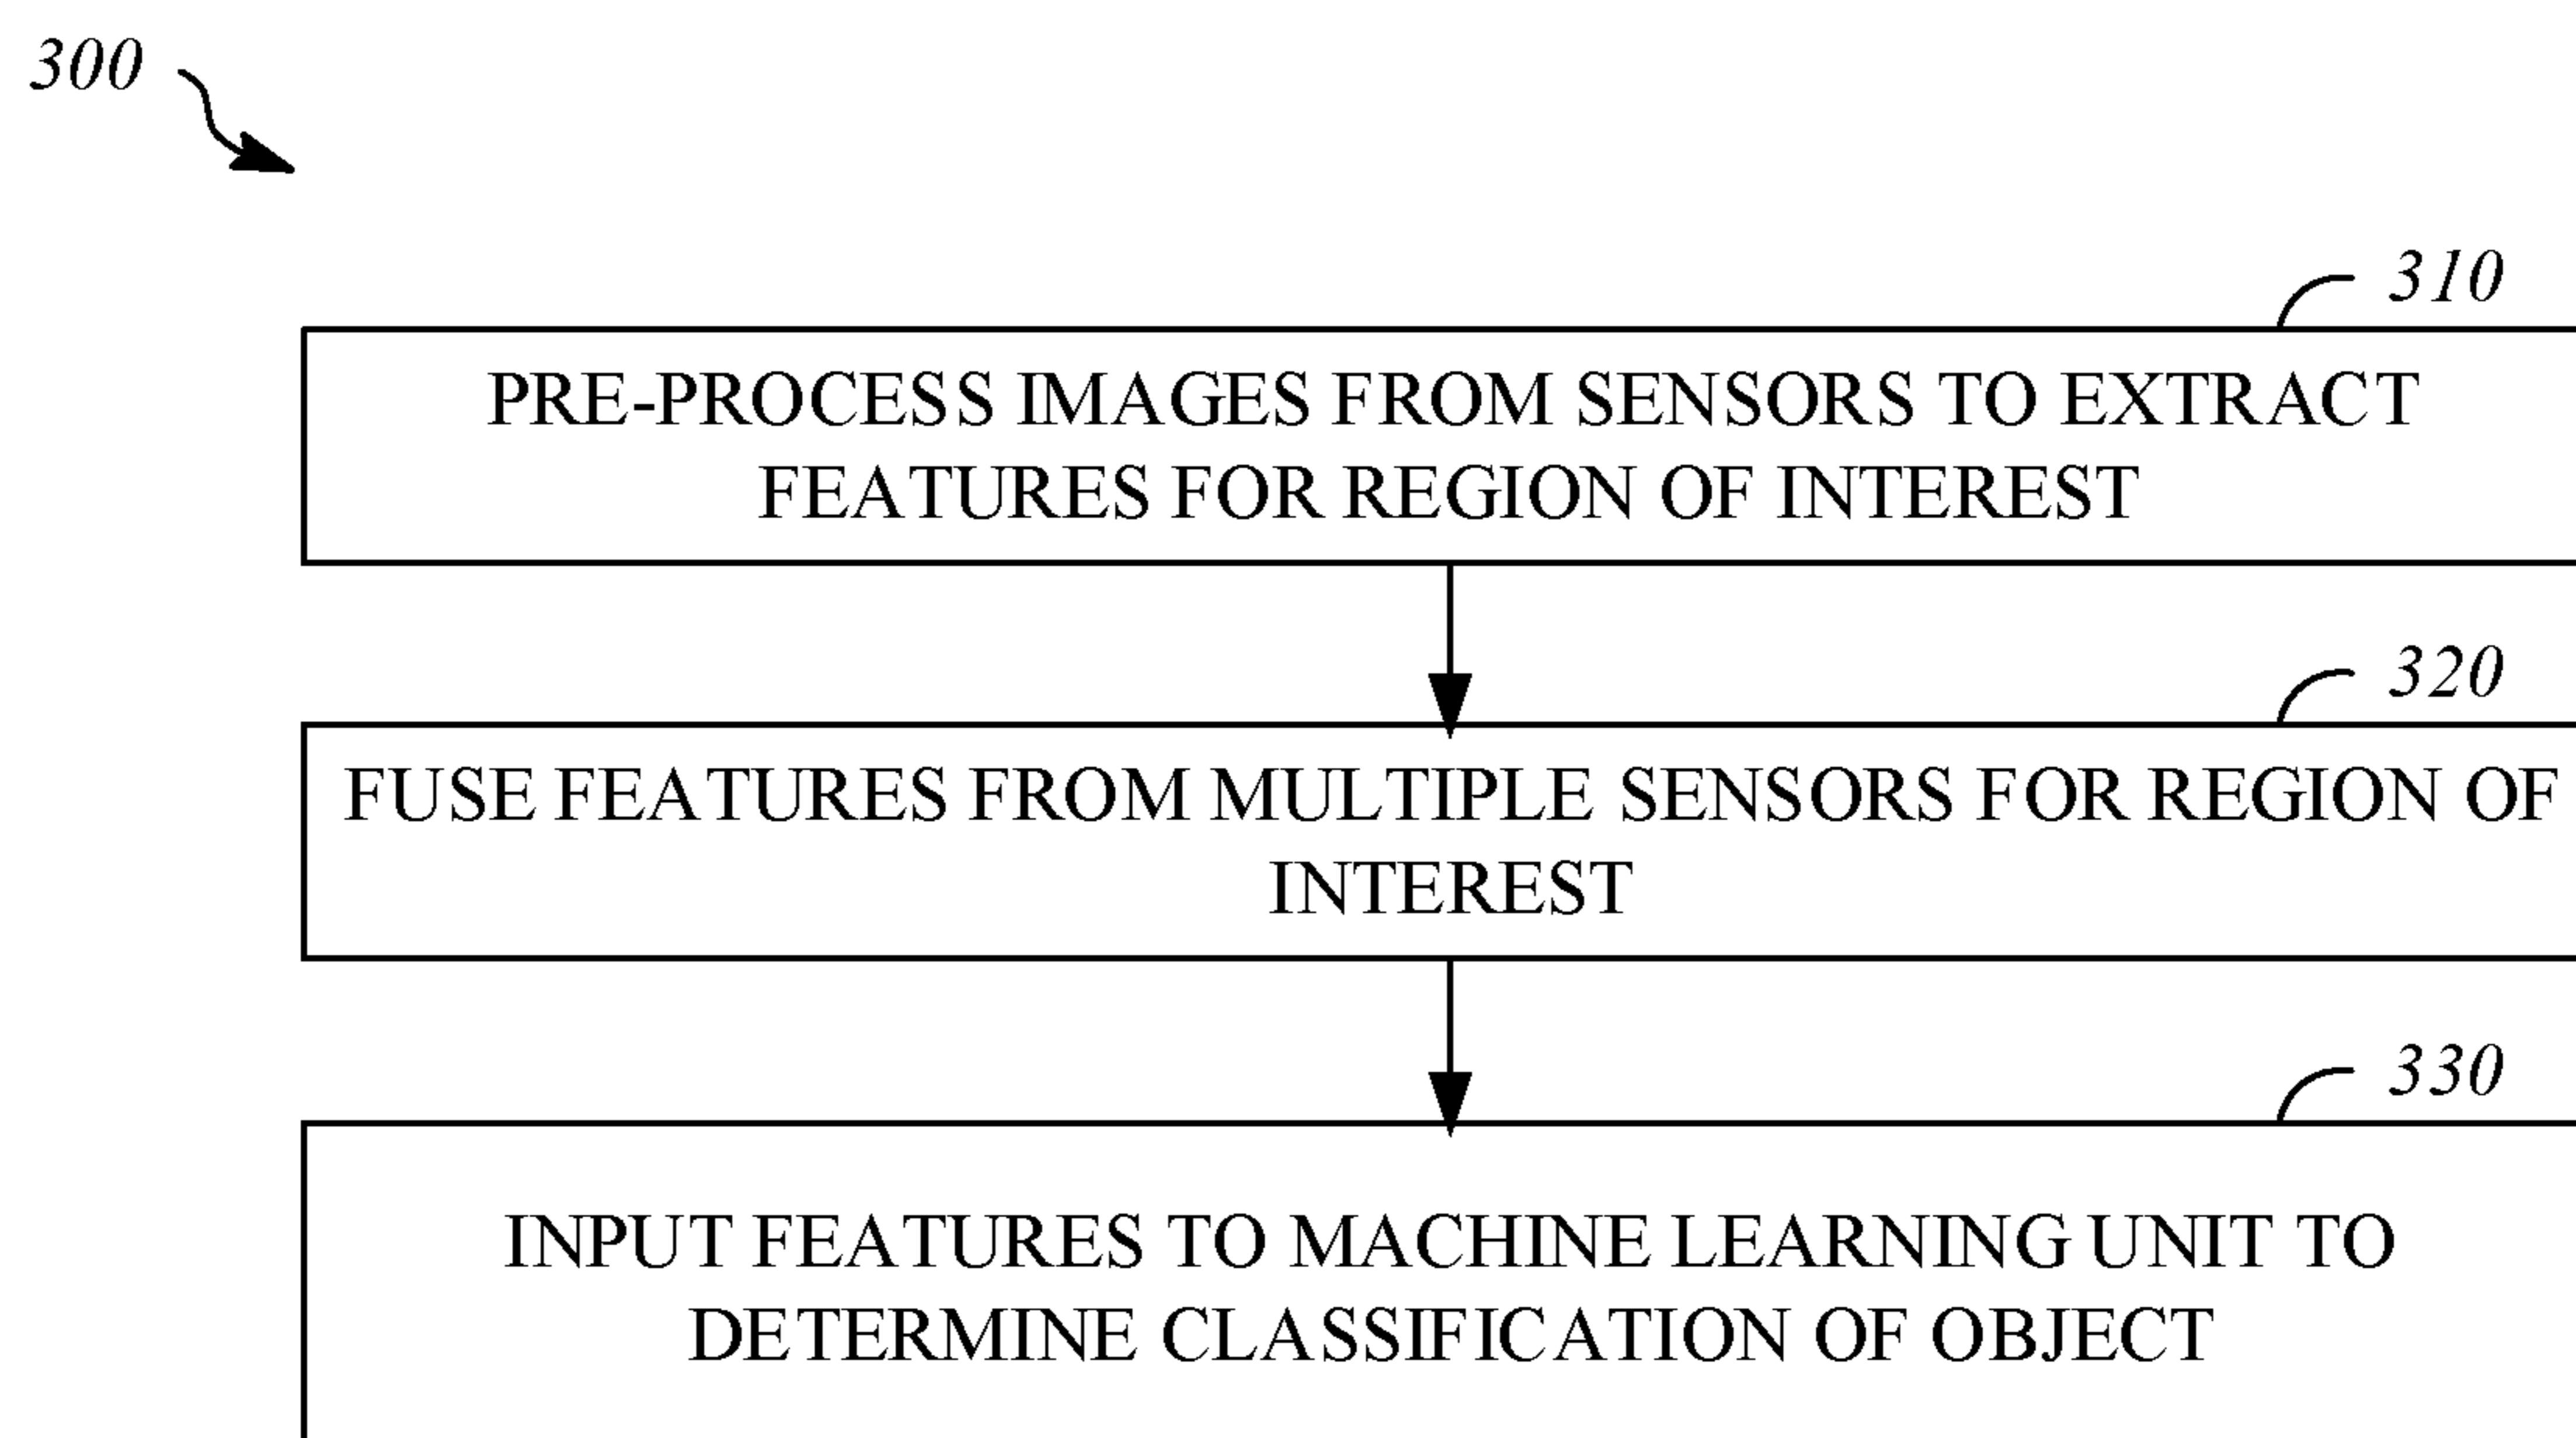 300
310
PRE-PROCESS IMAGES FROM SENSORS TO EXTRACT
FEATURES FOR REGION OF INTEREST
320
FUSE FEATURES FROM MULTIPLE SENSORS FOR REGION OF
INTEREST
330
INPUT FEATURES TO MACHINE LEARNING UNIT TO
DETERMINE CLASSIFICATION OF OBJECT